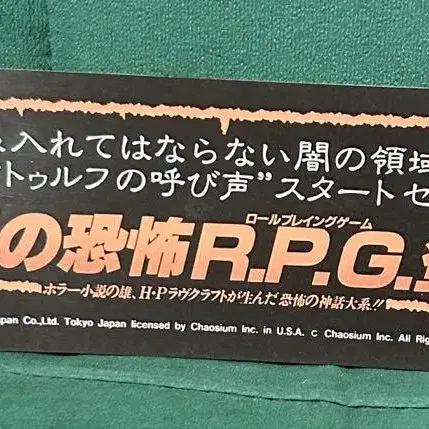 入れてはならない闇の領域
トゥルフの呼び声”スタートセ
ロールプレイングゲーム
の恐怖R.P.G.
ホラー小説の雄、H・Pラヴクラフトが生んだ恐怖の神話大系!!
pan Co.,Ltd. Tokyo Japan licensed by Chaosium Inc. in U.S.A. C Chaosium Inc. All Rig